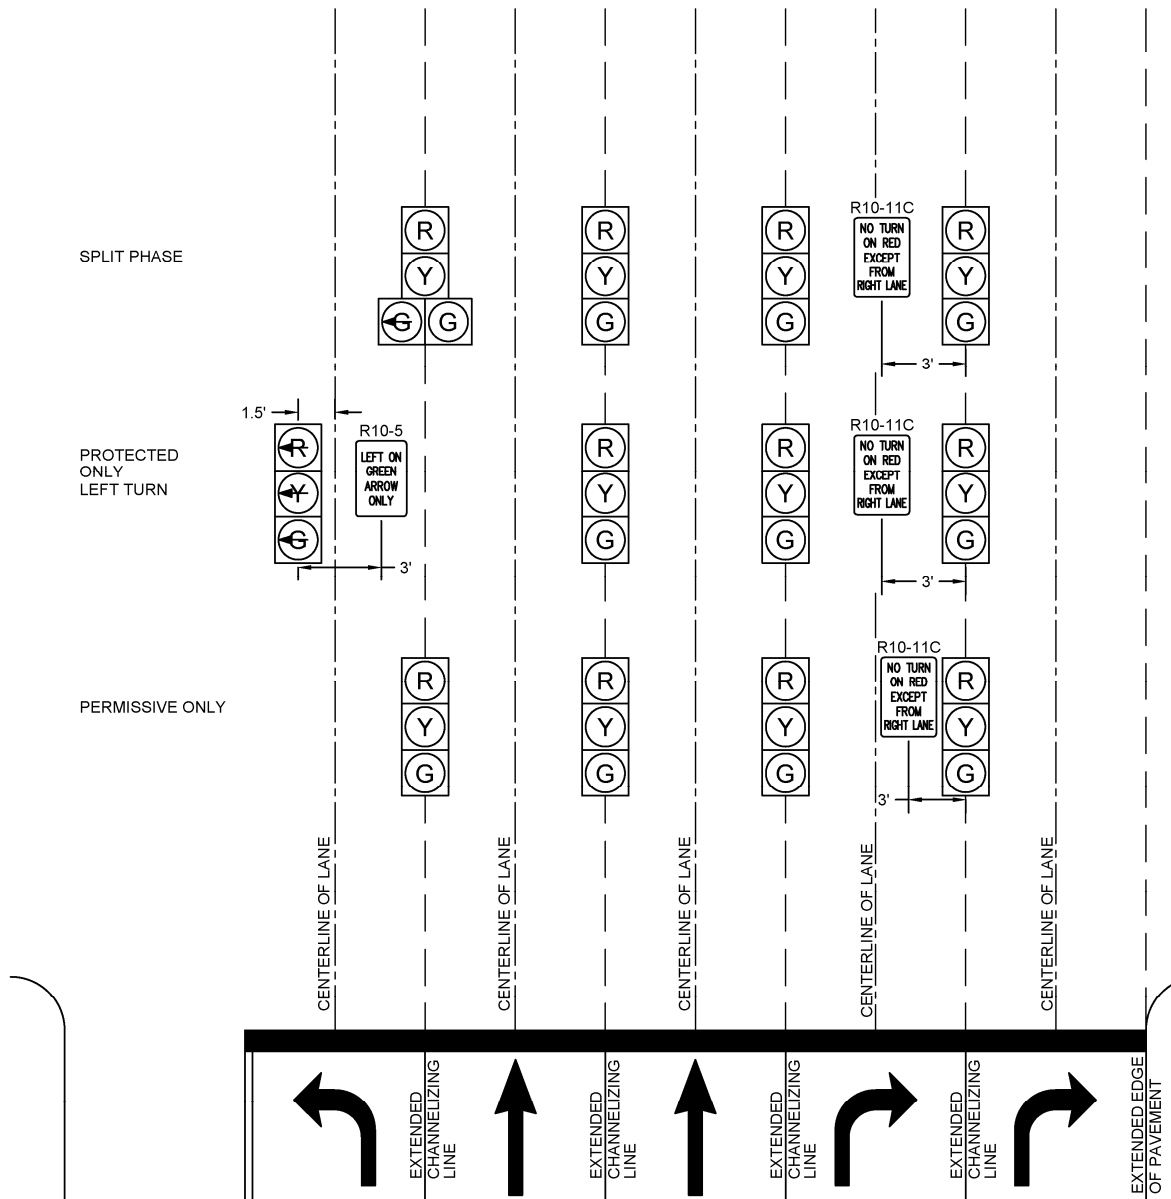 R10-11C
NO TURN
ON RED
EXCEPT
FROM
RIGHT LANE
SPLIT PHASE
R
R
R
R
Y
Y
Y
Y
G
G
G
G
G
3'
1.5'
R10-5
LEFT ON
GREEN
ARROW
ONLY
R10-11C
NO TURN
ON RED
EXCEPT
FROM
RIGHT LANE
PROTECTED
ONLY
LEFT TURN
R
R
R
R
Y
Y
Y
Y
G
G
G
G
3'
3'
R10-11C
NO TURN
ON RED
EXCEPT
FROM
RIGHT LANE
PERMISSIVE ONLY
R
R
R
R
Y
Y
Y
Y
G
G
G
G
3'
CENTERLINE OF LANE
CENTERLINE OF LANE
CENTERLINE OF LANE
CENTERLINE OF LANE
CENTERLINE OF LANE
EXTENDED
CHANNELIZING
LINE
EXTENDED
CHANNELIZING
LINE
EXTENDED
CHANNELIZING
LINE
EXTENDED
CHANNELIZING
LINE
EXTENDED EDGE
OF PAVEMENT